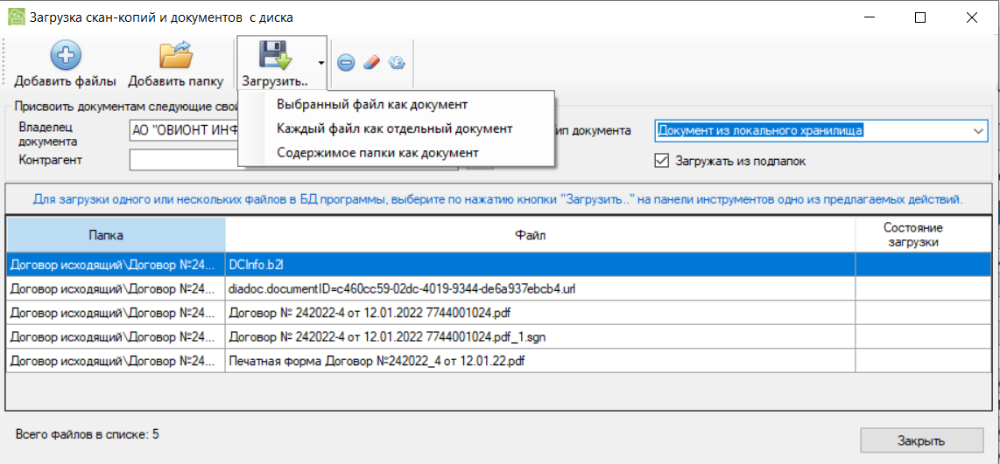 Загрузка скан-копий и документов с диска
Добавить файлы
Добавить папку
Загрузить..
Выбранный файл как документ
Каждый файл как отдельный документ
Содержимое папки как документ
Присвоить документам следующие
Владелец документа
АО "ОВИОНТ
документа
Документ из локального хранилища
Контрагент
Загружать из подпапок
Для загрузки одного или нескольких файлов в БД программы, выберите по нажатию кнопки "Загрузить.." на панели инструментов одно из предлагаемых действий.
Папка
Файл
Состояние загрузки
Договор исходящий\Договор №24... DCInfo.b2l
Договор исходящий\Договор №24... diadoc.documentID=c460cc59-02dc-4019-9344-de6a937ebcb4.url
Договор исходящий\Договор №24... Договор № 242022-4 от 12.01.2022 7744001024.pdf
Договор исходящий\Договор №24... Договор № 242022-4 от 12.01.2022 7744001024.pdf_1.sgn
Договор исходящий\Договор №24... Печатная форма Договор №242022_4 от 12.01.22.pdf
Всего файлов в списке: 5
Закрыть